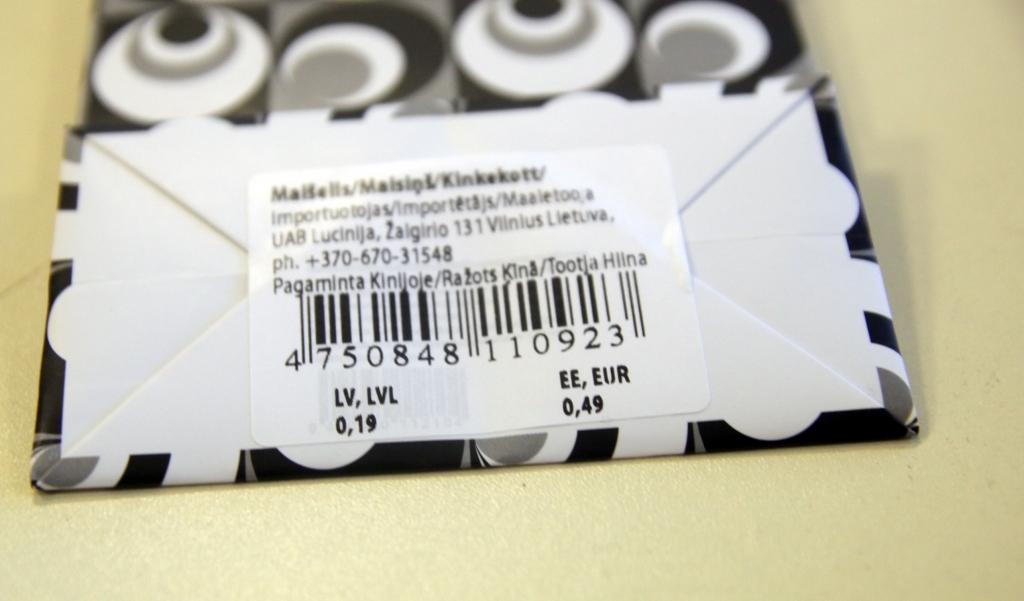 Maišelis/Maisiņš/Kinkekott/
Importuotojas/Importētājs/Maaletooja
UAB Lucinija, Žalgirio 131 Vilnius Lietuva,
ph. +370-670-31548
Pagaminta Kinijoje/Ražots Ķīnā/Tootja Hiina
4 750848 110923
LV, LVL EE, EUR
0,19 0,49